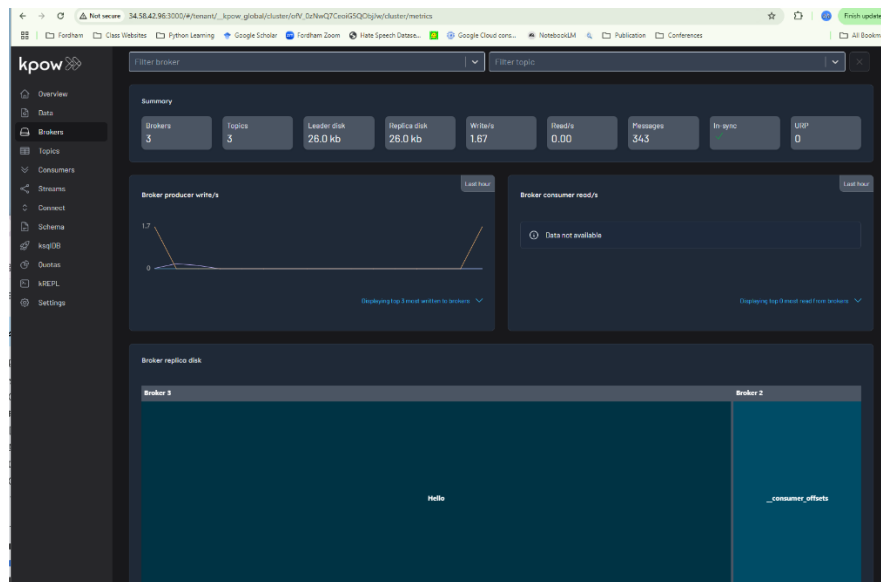 Not secure 34.58.42.96:3000/#/tenant/__kpow_global/cluster/ofV_0zNwQ7CeoiG5QObjlw/cluster/metrics Finish update
Fordham Class Websites Python Learning Google Scholar Fordham Zoom Hate Speech Datase... Google Cloud cons... NotebookLM Publication Conferences All Bookm
kpow
Filter broker Filter topic
Overview
Data
Brokers
Topics
Consumers
Streams
Connect
Schema
ksqlDB
Quotas
kREPL
Settings
Summary
Brokers Topics Leader disk Replica disk Write/s Read/s Messages In-sync URP
3 3 26.0 kb 26.0 kb 1.67 0.00 343 0
Last hour
Broker producer write/s
1.7
0
Displaying top 3 most written to brokers
Last hour
Broker consumer read/s
Data not available
Displaying top 0 most read from brokers
Broker replica disk
Broker 3 Broker 2
Hello __consumer_offsets